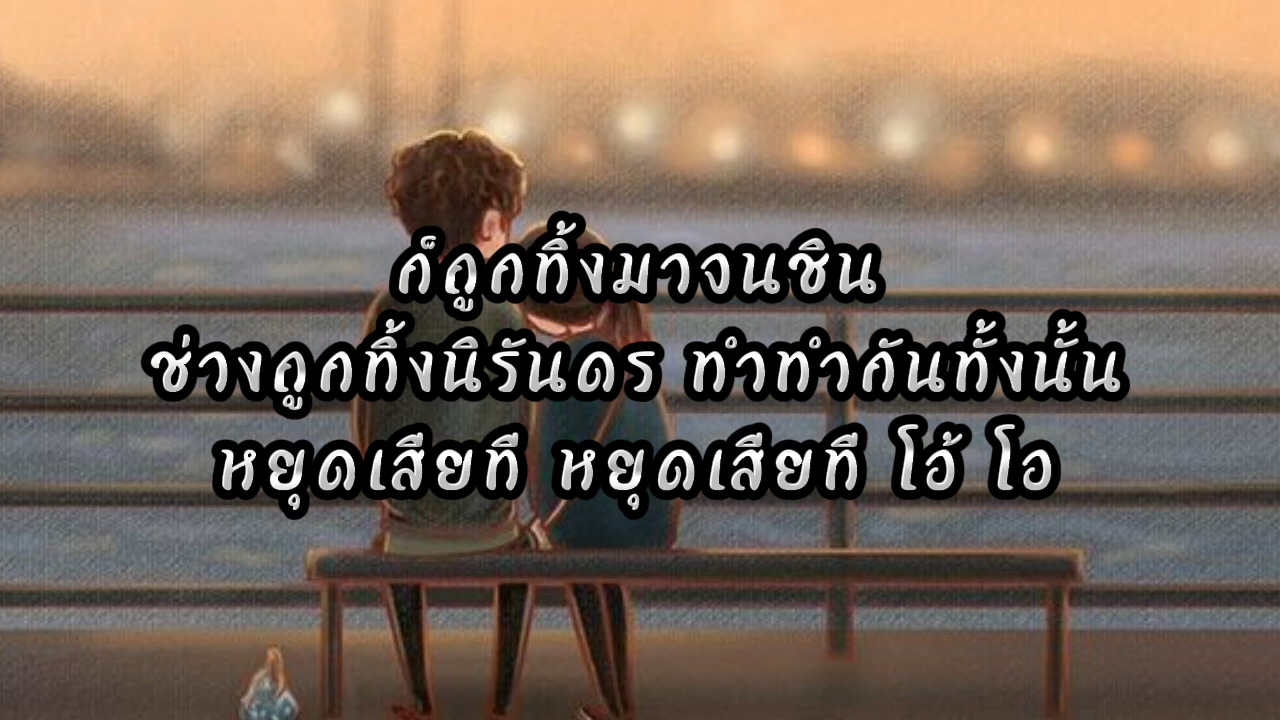 ก็ถูกทิ้งมาจนชิน
ช่างถูกทิ้งนิรันดร ทำทำกันทั้งนั้น
หยุดเสียที หยุดเสียที โอ้ โอ